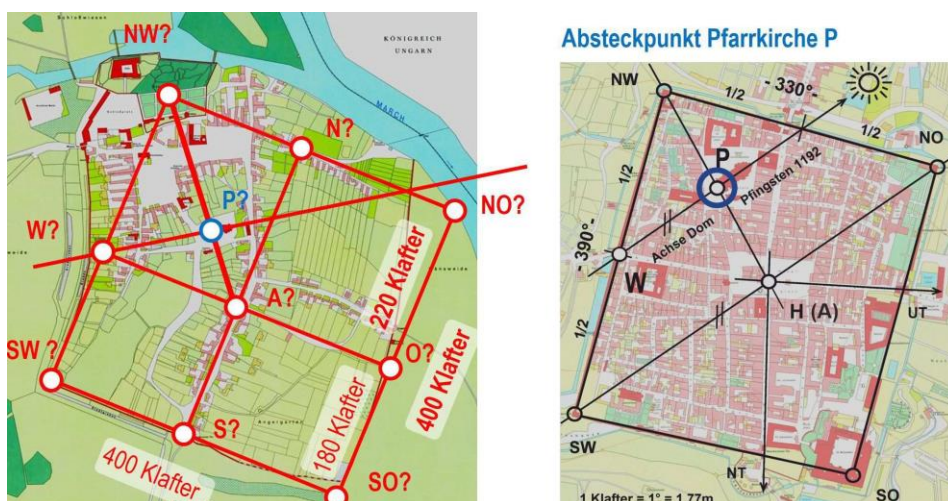 NW?
KÖNIGREICH
UNGARN
MARCH
N?
P?
NO?
W?
A?
220 Klafter
400 Klafter
SW ?
O?
S?
180 Klafter
400 Klafter
SO?
Absteckpunkt Pfarrkirche P
NW
1/2
- 330°-
1/2
NO
P
1/2
Pfingsten 1192
Achse Dom
- 390°-
W
H (A)
UT
1/2
SW
NT
SO
1 Klafter = 1° = 1,77m